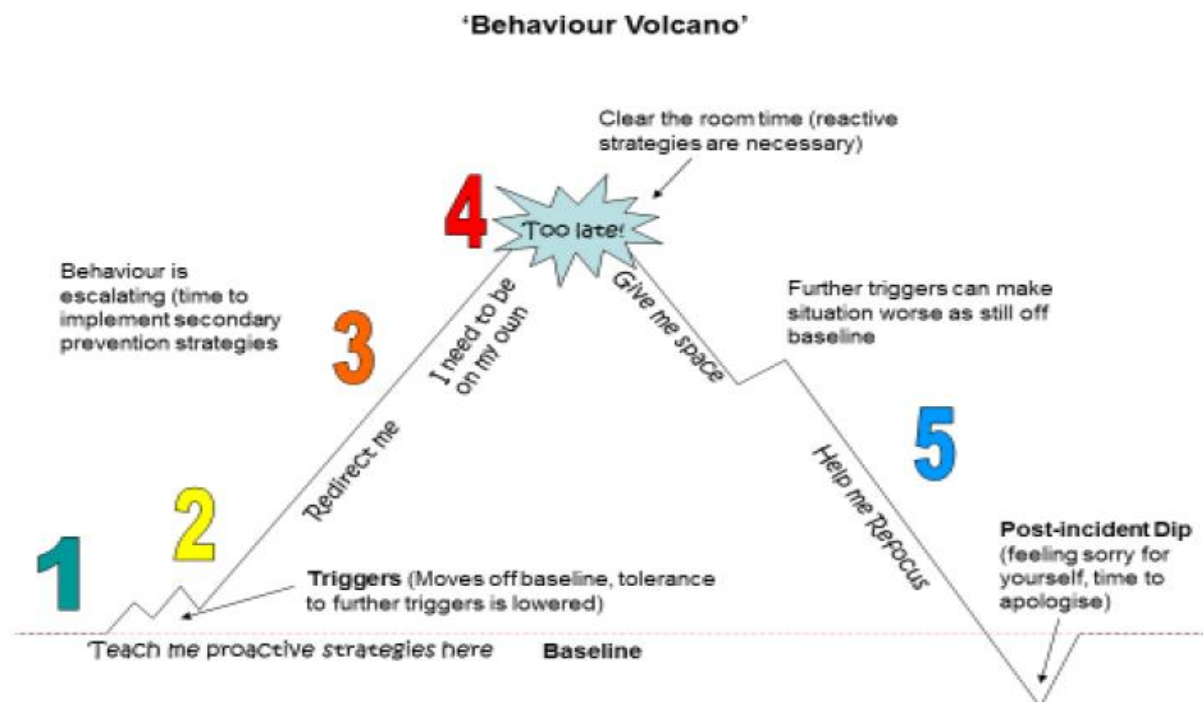 'Behaviour Volcano'
Clear the room time (reactive
strategies are necessary)
4
Too late!
Behaviour is
escalating (time to
implement secondary
prevention strategies
3
I need to be
on my own
Give me space
Further triggers can make
situation worse as still off
baseline
Redirect me
5
Help me Refocus
2
1
Triggers (Moves off baseline, tolerance
to further triggers is lowered)
Post-incident Dip
(feeling sorry for
yourself, time to
apologise)
Teach me proactive strategies here
Baseline